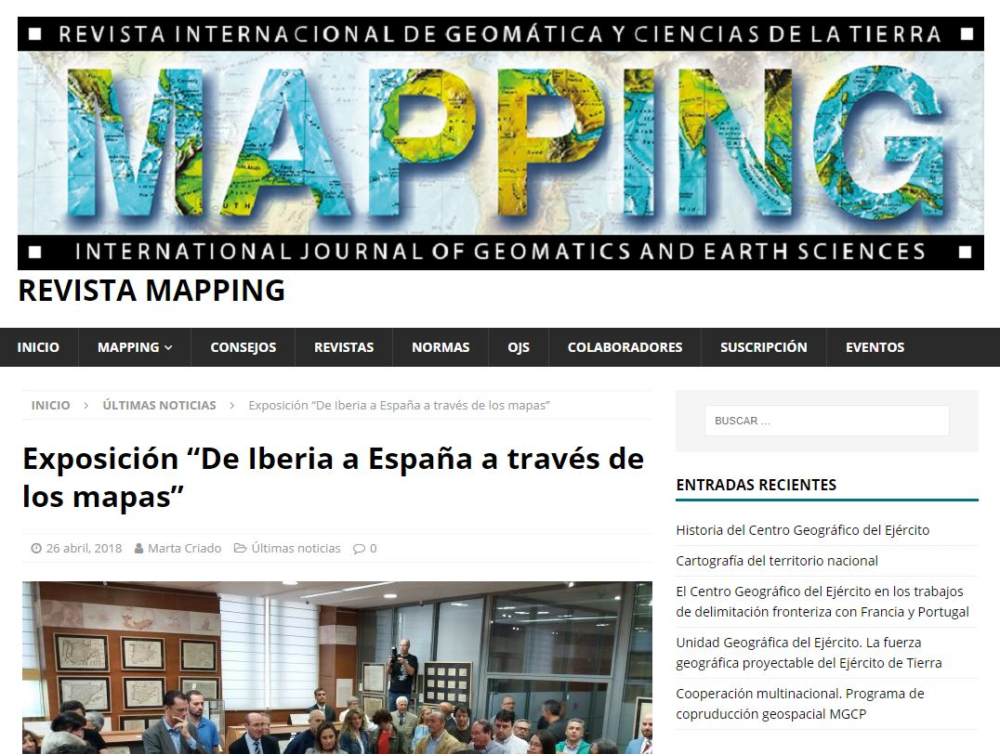 REVISTA INTERNACIONAL DE GEOMÁTICA Y CIENCIAS DE LA TIERRA
MAPPING
INTERNATIONAL JOURNAL OF GEOMATICS AND EARTH SCIENCES
REVISTA MAPPING
INICIO MAPPING CONSEJOS REVISTAS NORMAS OJS COLABORADORES SUSCRIPCIÓN EVENTOS
INICIO > ÚLTIMAS NOTICIAS > Exposición “De Iberia a España a través de los mapas”
Exposición “De Iberia a España a través de
los mapas”
26 abril, 2018 Marta Criado Últimas noticias 0
BUSCAR …
ENTRADAS RECIENTES
Historia del Centro Geográfico del Ejército
Cartografía del territorio nacional
El Centro Geográfico del Ejército en los trabajos
de delimitación fronteriza con Francia y Portugal
Unidad Geográfica del Ejército. La fuerza
geográfica proyectable del Ejército de Tierra
Cooperación multinacional. Programa de
copruducción geospacial MGCP